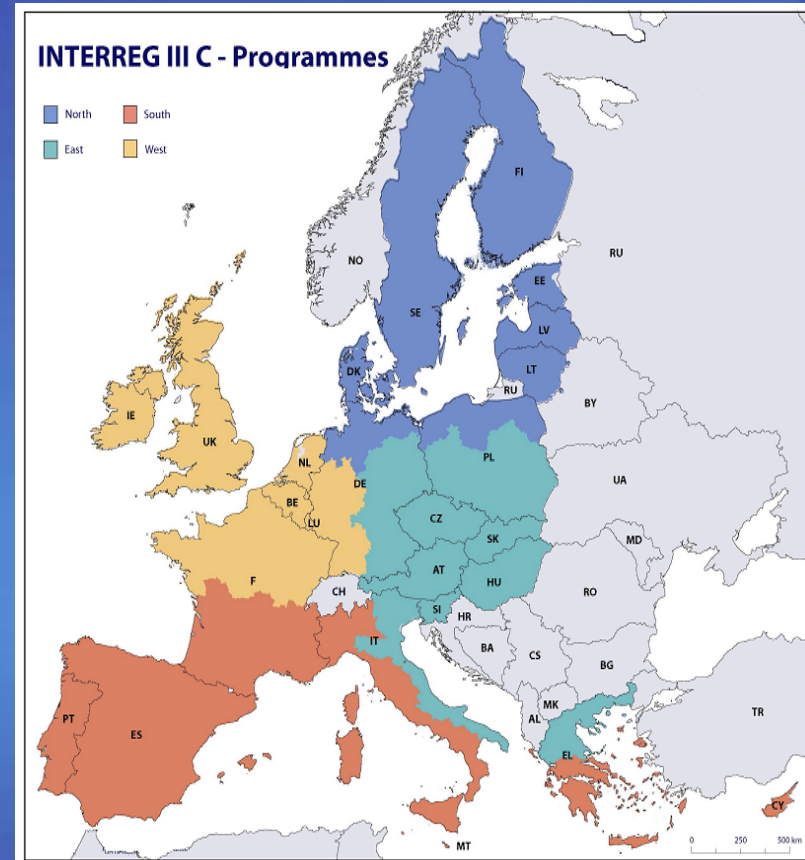 INTERREG III C - Programmes
North South
East West
FI
NO
RU
EE
SE
LV
DK
LT
RU
BY
IE
UK
NL
PL
DE
UA
BE
LU
CZ
SK
MD
AT
F
HU
CH
RO
SI
HR
IT
BA
CS
BG
MK
PT
AL
TR
ES
EL
CY
MT
0 250 500 km